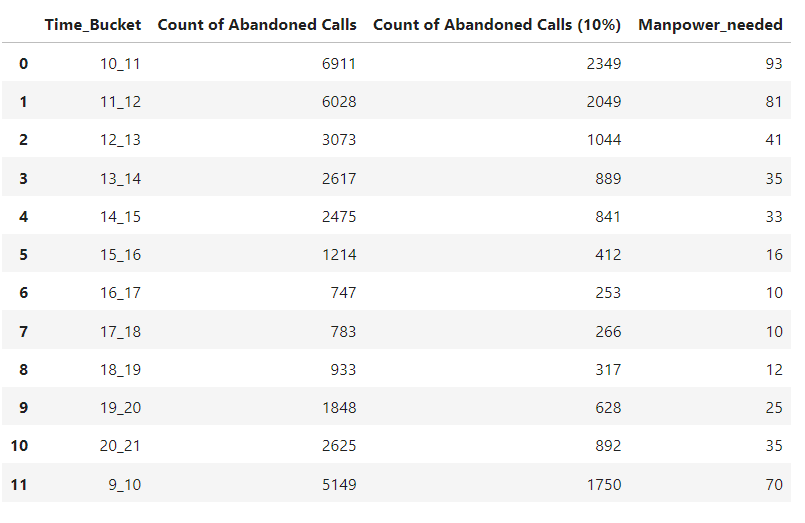 Time_Bucket Count of Abandoned Calls Count of Abandoned Calls (10%) Manpower_needed
0 10_11 6911 2349 93
1 11_12 6028 2049 81
2 12_13 3073 1044 41
3 13_14 2617 889 35
4 14_15 2475 841 33
5 15_16 1214 412 16
6 16_17 747 253 10
7 17_18 783 266 10
8 18_19 933 317 12
9 19_20 1848 628 25
10 20_21 2625 892 35
11 9_10 5149 1750 70